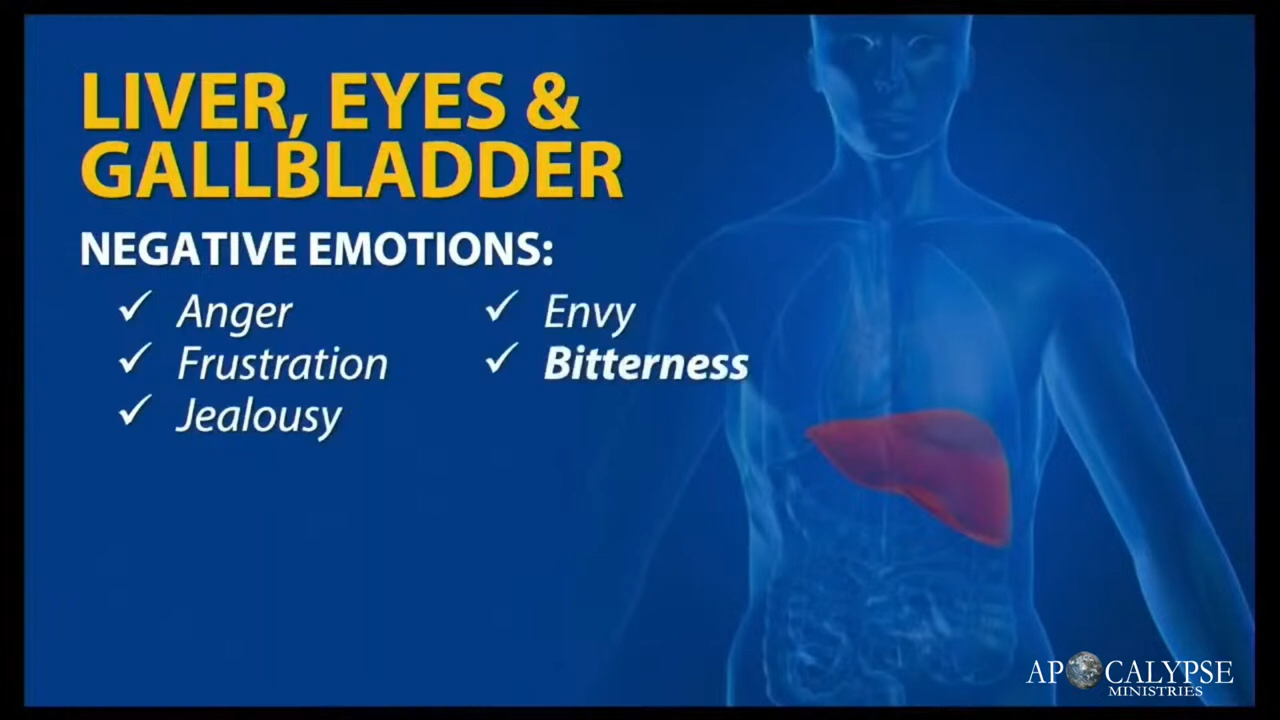 LIVER, EYES &
GALLBLADDER
NEGATIVE EMOTIONS:
✓ Anger
✓ Frustration
✓ Jealousy
✓ Envy
✓ Bitterness
APOCALYPSE
MINISTRIES